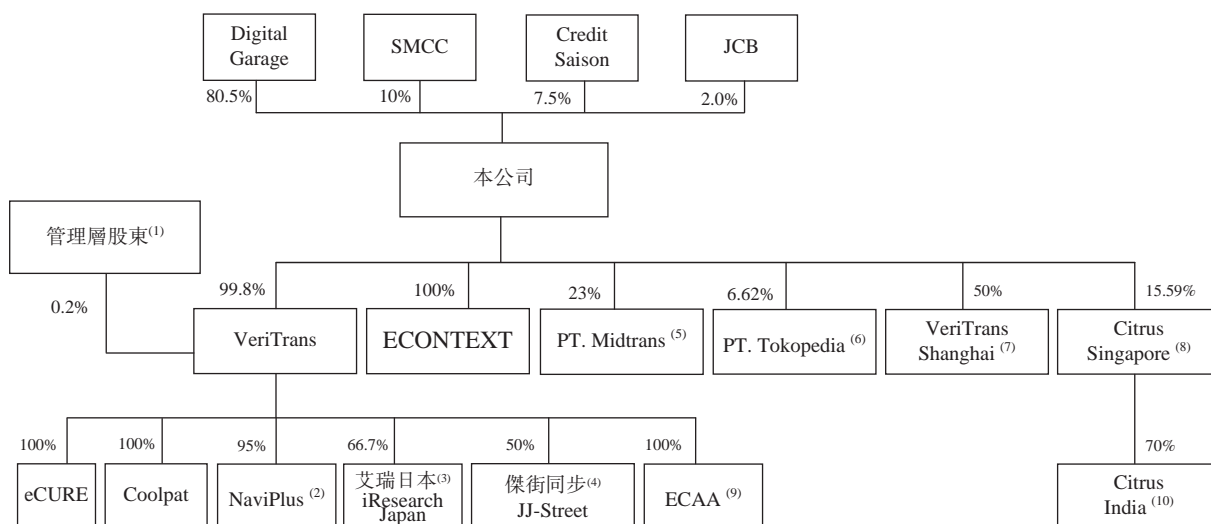 Digital
Garage
SMCC
Credit
Saison
JCB
80.5%
10%
7.5%
2.0%
本公司
管理層股東(1)
0.2%
99.8%
100%
23%
6.62%
50%
15.59%
VeriTrans
ECONTEXT
PT. Midtrans (5)
PT. Tokopedia (6)
VeriTrans
Shanghai (7)
Citrus
Singapore (8)
100%
100%
95%
66.7%
50%
100%
70%
eCURE
Coolpat
NaviPlus (2)
艾瑞日本(3)
iResearch
Japan
傑街同步(4)
JJ-Street
ECAA (9)
Citrus
India (10)